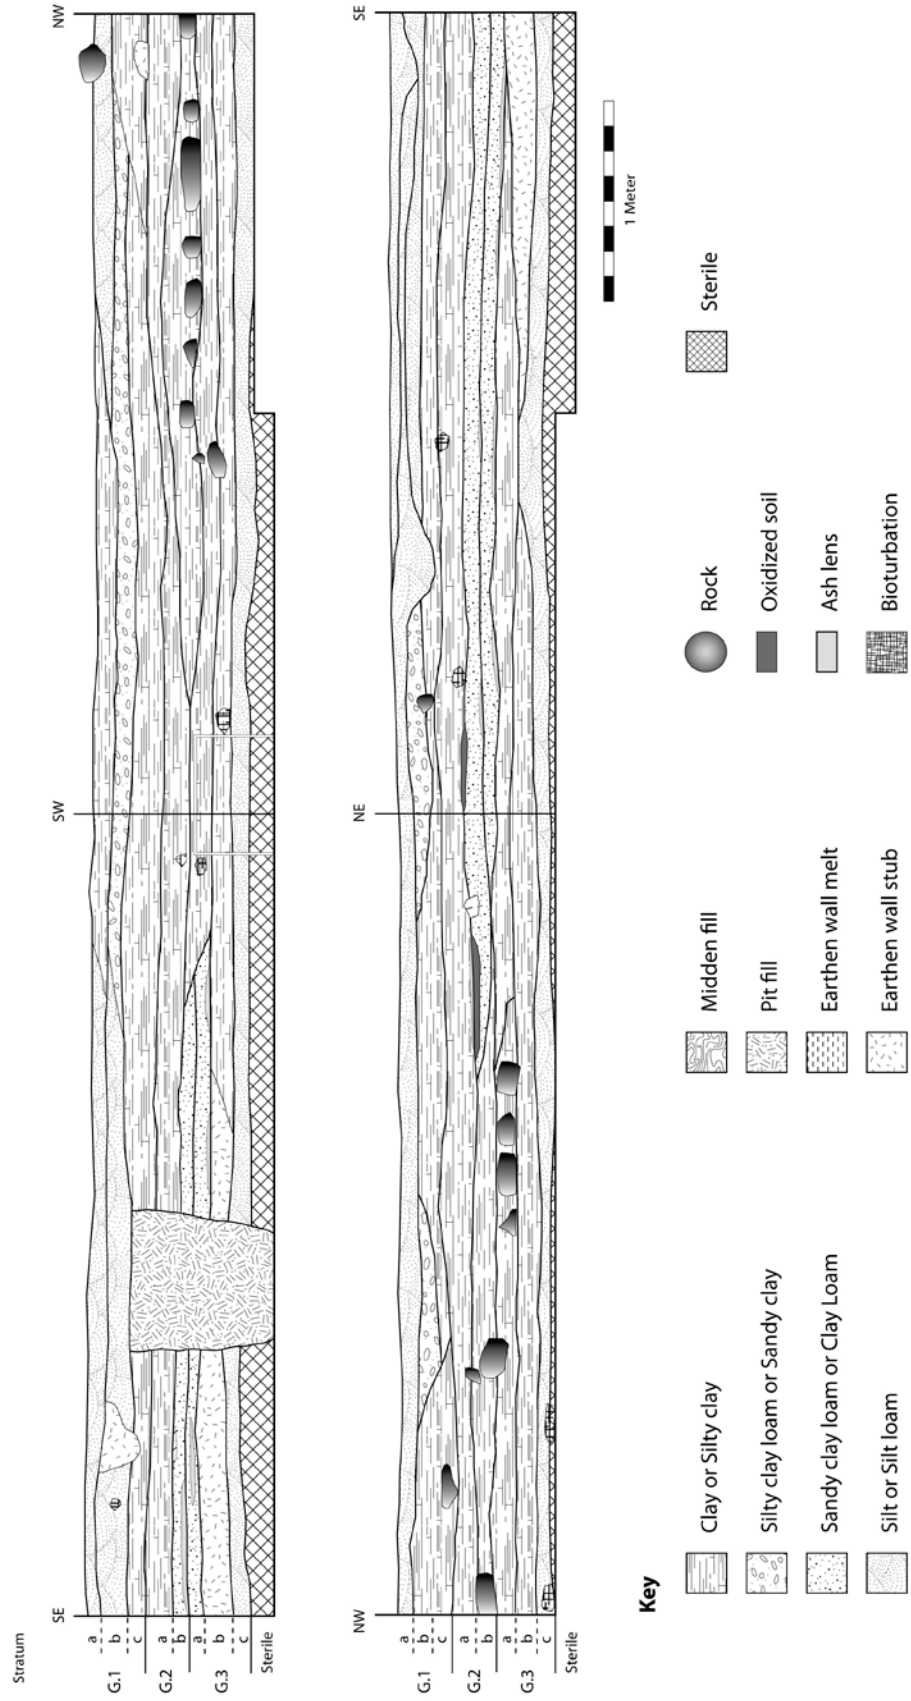 Stratum
SE
SW
NW
G.1
a
b
c
G.2
a
b
G.3
a
b
c
Sterile
NW
NE
SE
G.1
a
b
c
G.2
a
b
G.3
a
b
c
Sterile
1 Meter
Key
Clay or Silty clay
Silty clay loam or Sandy clay
Sandy clay loam or Clay Loam
Silt or Silt loam
Midden fill
Pit fill
Earthen wall melt
Earthen wall stub
Rock
Oxidized soil
Ash lens
Bioturbation
Sterile